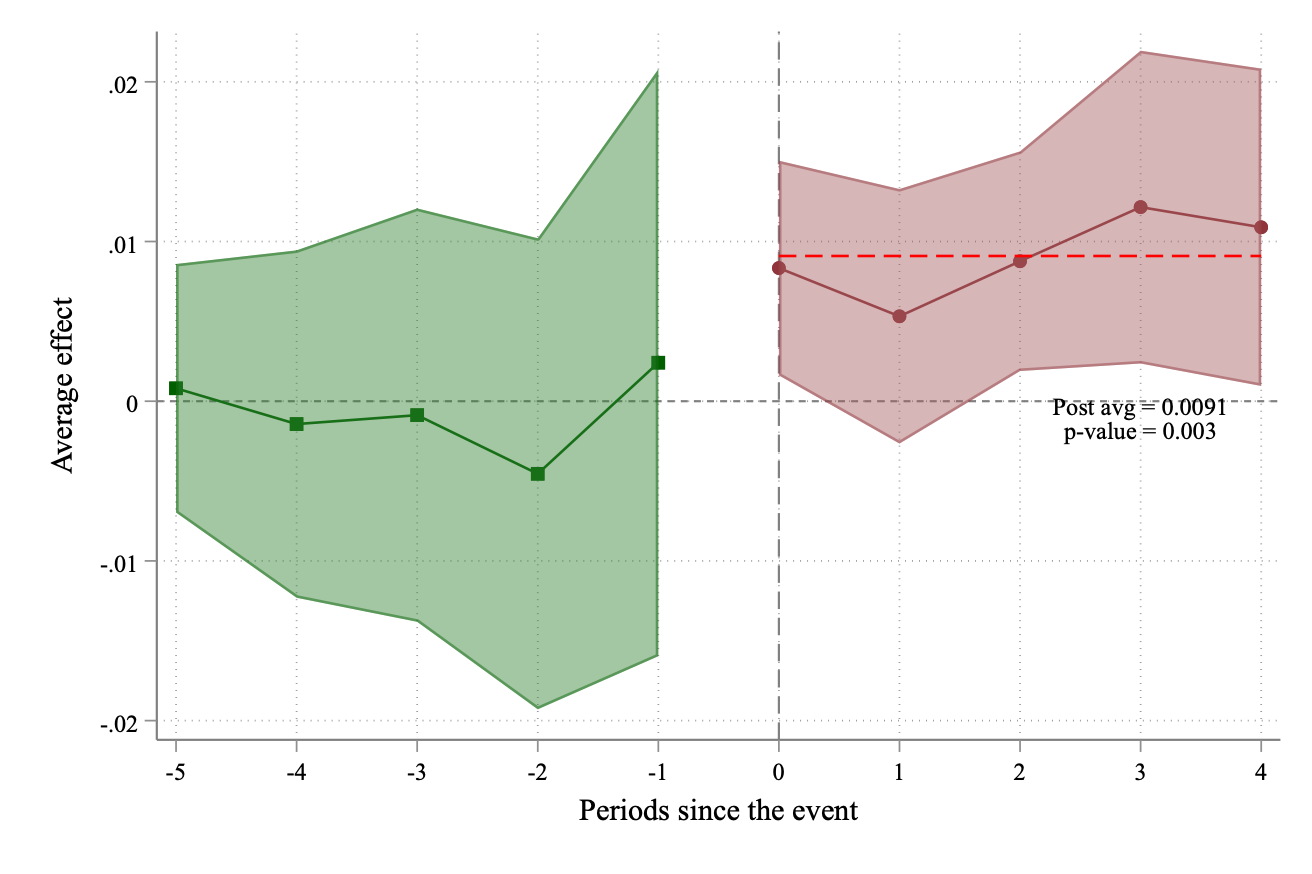 .02
.01
0
-.01
-.02
Average effect
Post avg = 0.0091
p-value = 0.003
-5 -4 -3 -2 -1 0 1 2 3 4
Periods since the event